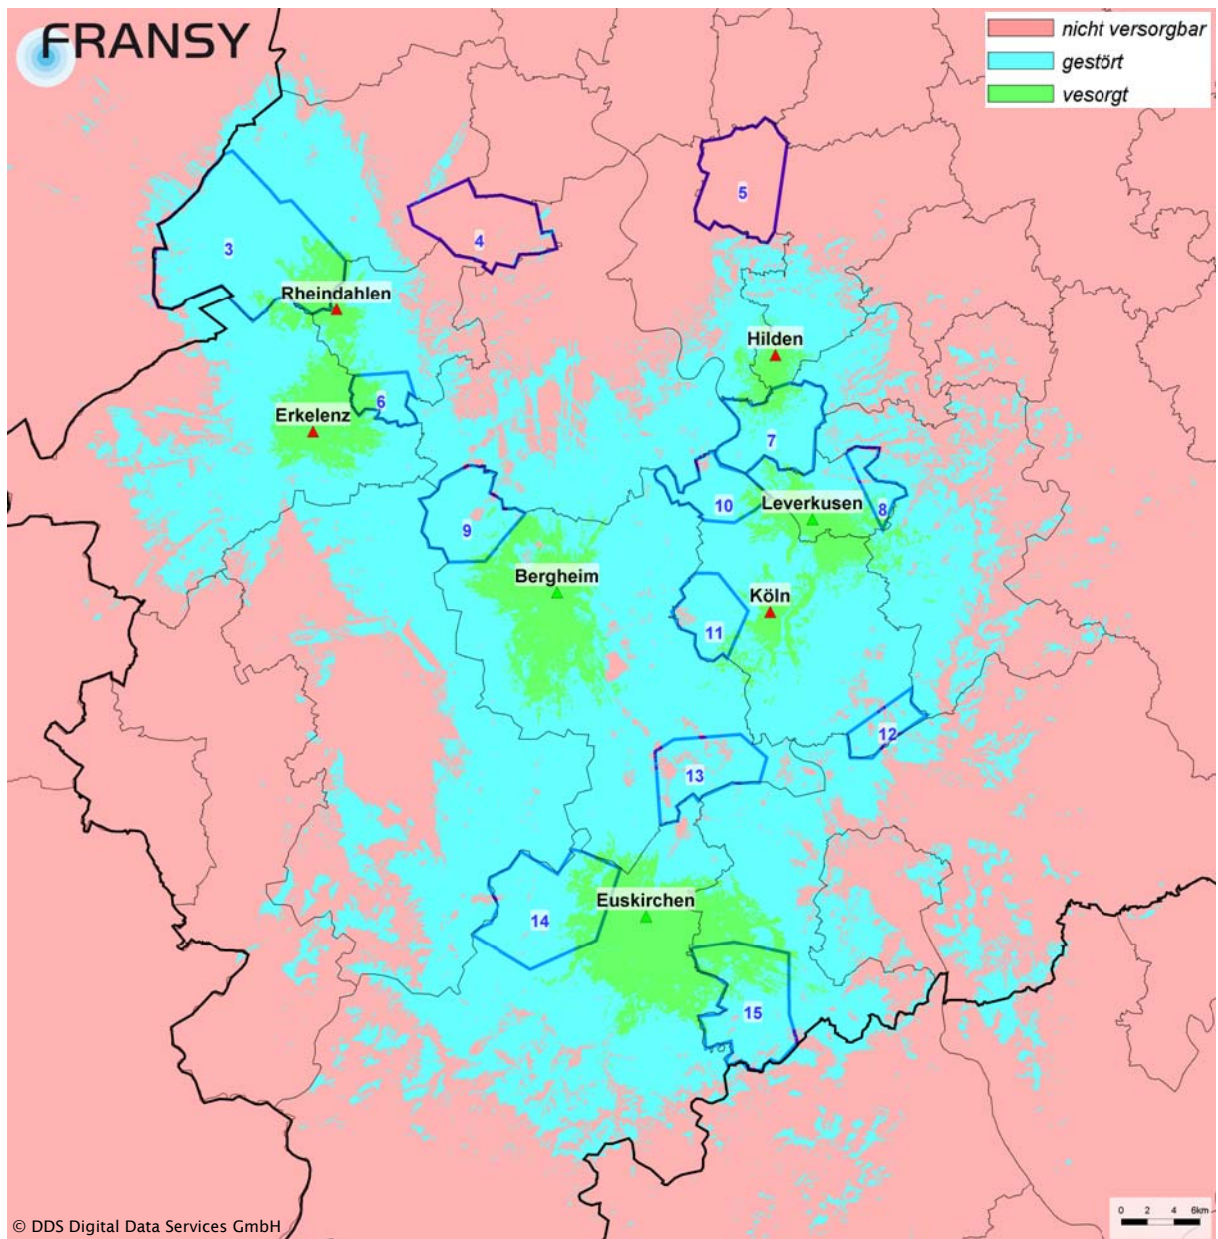 FRANSY
nicht versorgbar
gestört
vesorgt
5
4
3
Rheindahlen
Hilden
6
Erkelenz
7
10
Leverkusen
8
9
Bergheim
Köln
11
12
13
Euskirchen
14
15
0 2 4 6km
© DDS Digital Data Services GmbH